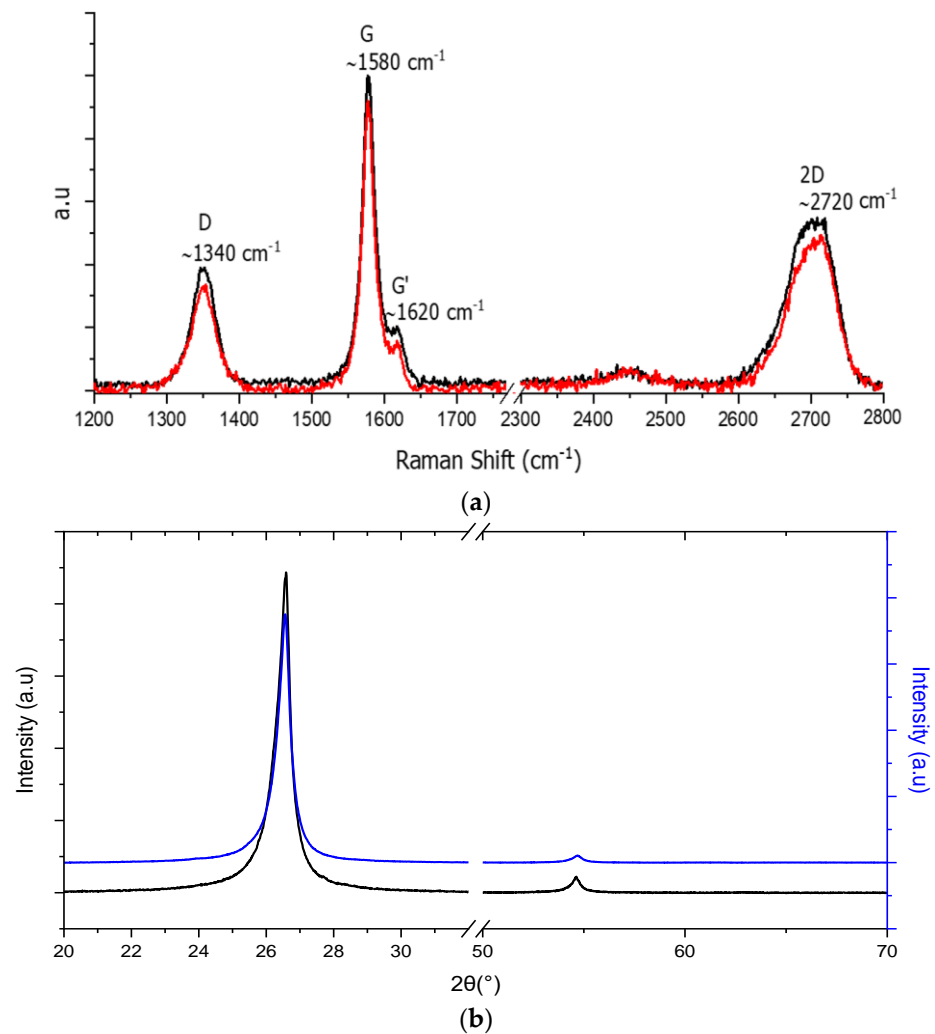 G
~1580 cm-1
2D
~2720 cm-1
a.u
D
~1340 cm-1
G'
~1620 cm-1
1200 1300 1400 1500 1600 1700 2300 2400 2500 2600 2700 2800
Raman Shift (cm-1)
(a)
Intensity (a.u)
Intensity (a.u)
20 22 24 26 28 30 50 60 70
2θ(°)
(b)